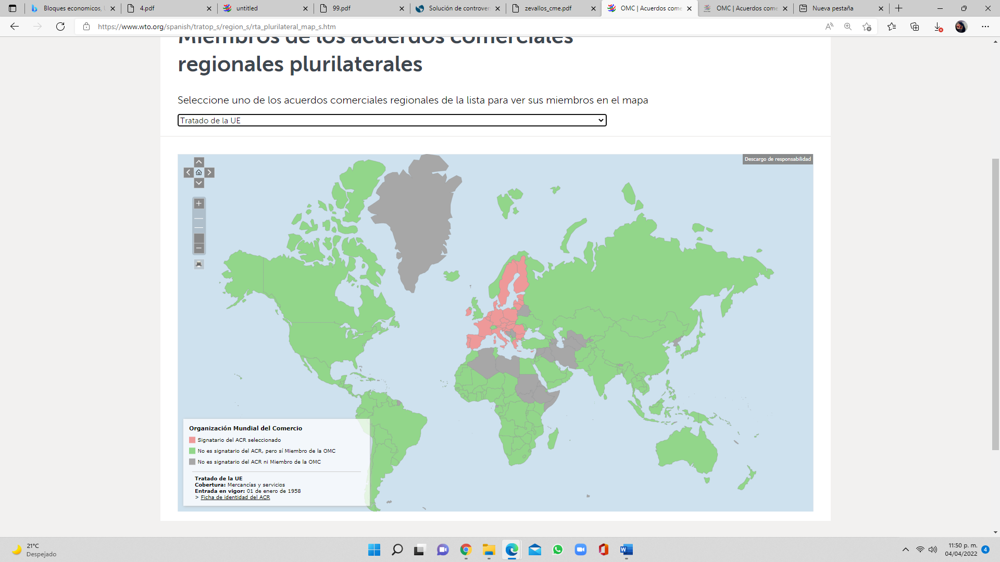 Bloques economicos,
4.pdf
untitled
99.pdf
Solución de controver
zevallos_cme.pdf
OMC | Acuerdos come
OMC | Acuerdos come
Nueva pestaña
https://www.wto.org/spanish/tratop_s/region_s/rta_plurilateral_map_s.htm
Miembros de los acuerdos comerciales
regionales plurilaterales
Seleccione uno de los acuerdos comerciales regionales de la lista para ver sus miembros en el mapa
Tratado de la UE
Descargo de responsabilidad
Organización Mundial del Comercio
Signatario del ACR seleccionado
No es signatario del ACR, pero sí Miembro de la OMC
No es signatario del ACR ni Miembro de la OMC
Tratado de la UE
Cobertura: Mercancías y servicios
Entrada en vigor: 01 de enero de 1958
> Ficha de identidad del ACR
21°C
Despejado
11:50 p. m.
04/04/2022
4